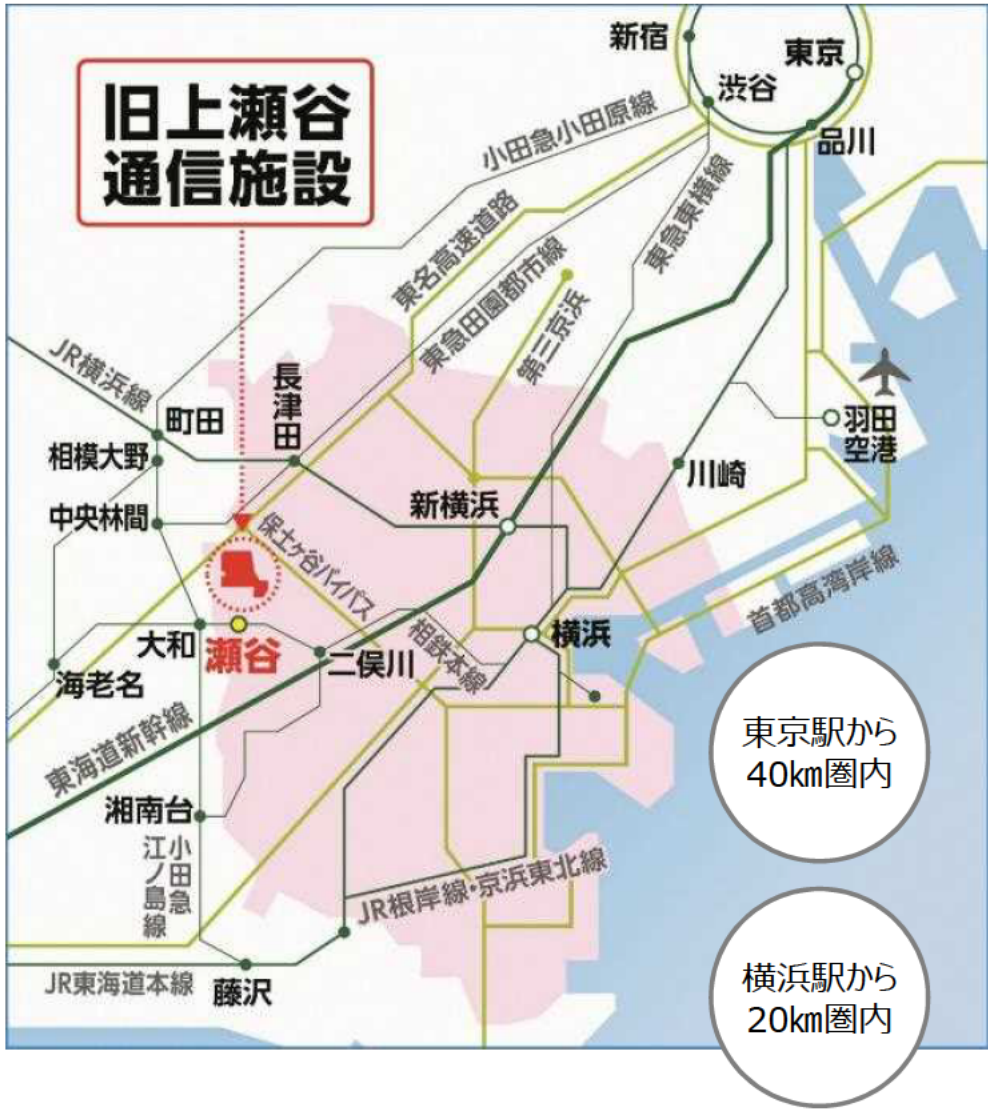 新宿
東京
渋谷
品川
旧上瀬谷
通信施設
小田急小田原線
東名高速道路
東急田園都市線
東急東横線
第三京浜
JR横浜線
町田
長津田
相模大野
中央林間
新横浜
川崎
羽田
空港
保土ヶ谷バイパス
首都高湾岸線
大和
瀬谷
二俣川
相鉄本線
横浜
海老名
東海道新幹線
湘南台
小田急
江ノ島線
JR根岸線・京浜東北線
JR東海道本線
藤沢
東京駅から
40㎞圏内
横浜駅から
20㎞圏内